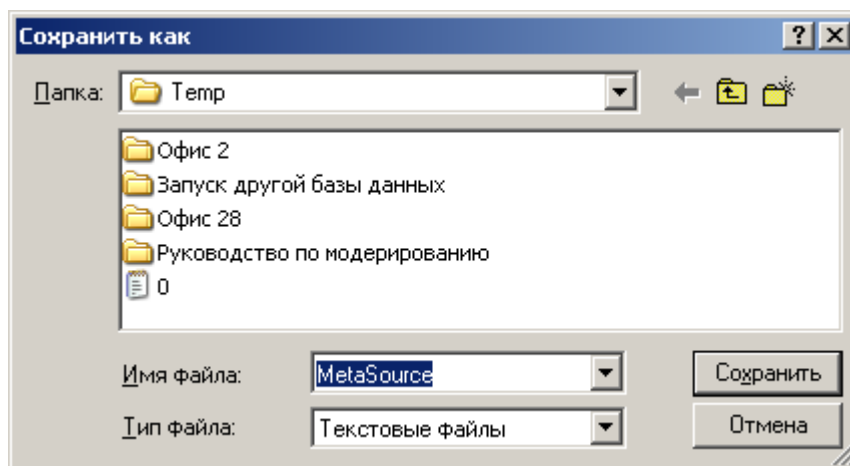 Сохранить как
Папка: Temp
Офис 2
Запуск другой базы данных
Офис 28
Руководство по модерированию
0
Имя файла: MetaSource Сохранить
Тип файла: Текстовые файлы Отмена